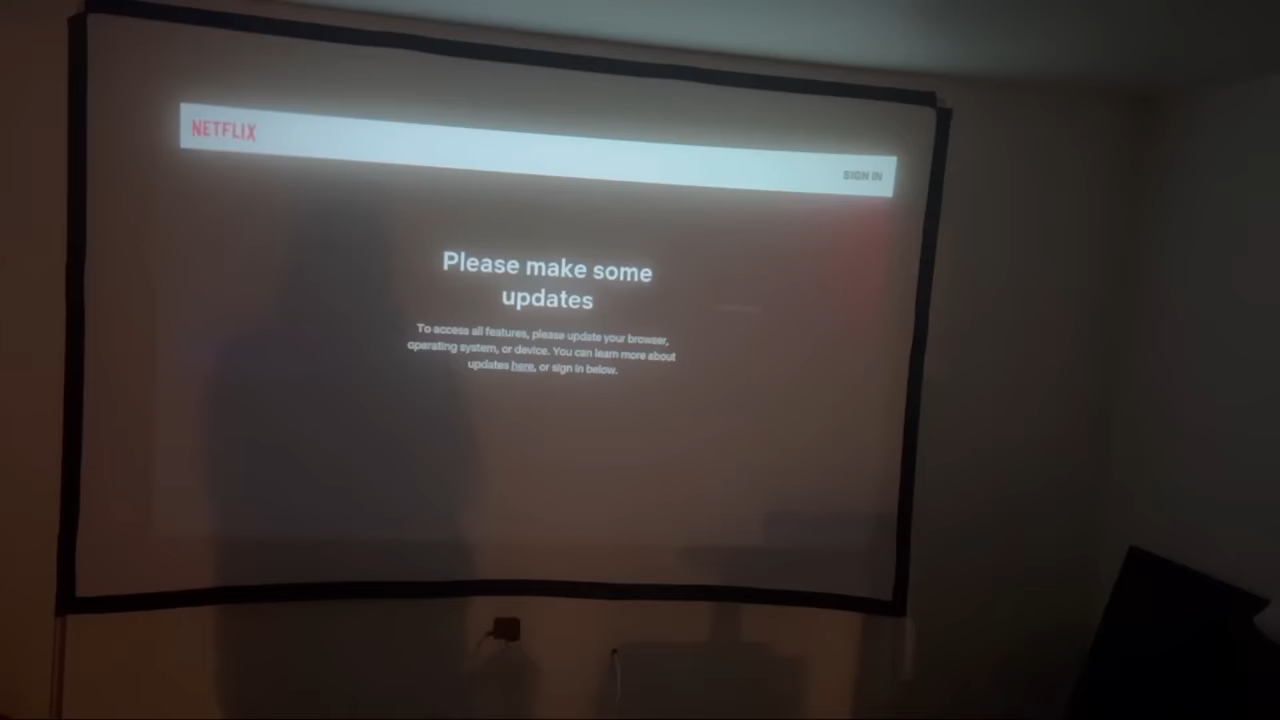 NETFLIX
SIGN IN
Please make some
updates
To access all features, please update your browser,
operating system, or device. You can learn more about
updates here, or sign in below.